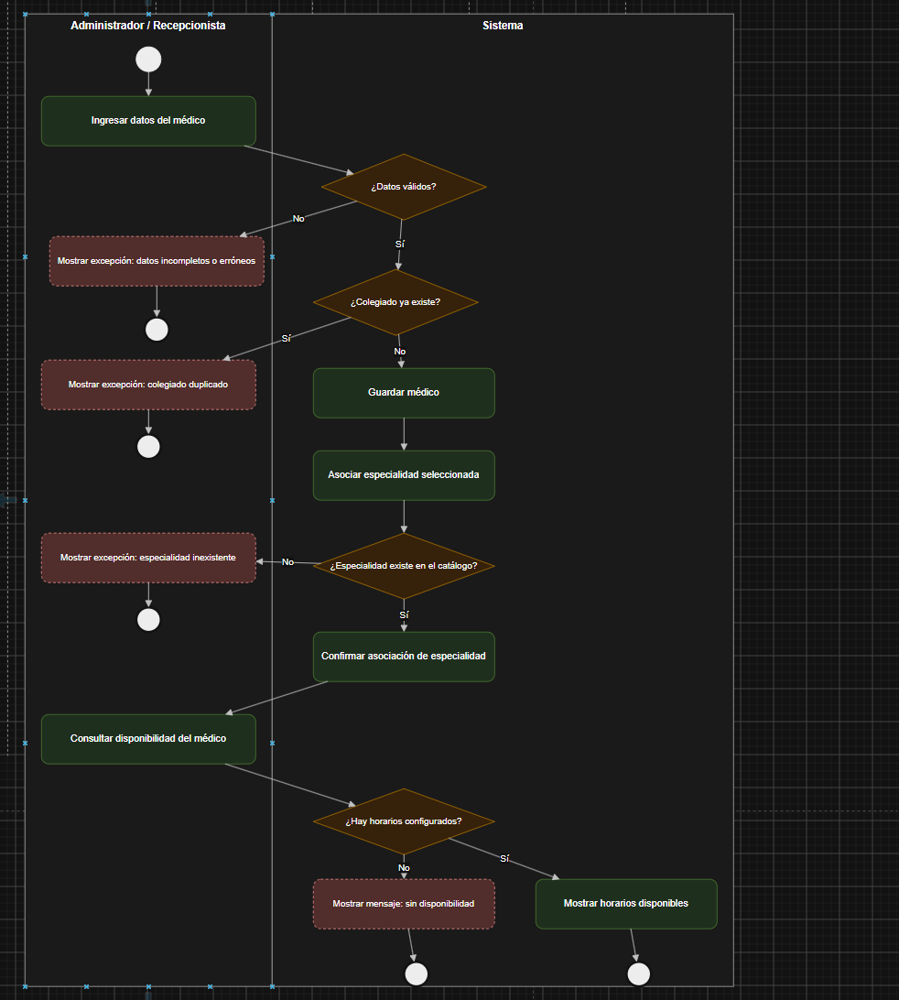 Administrador / Recepcionista
Sistema
Ingresar datos del médico
¿Datos válidos?
No
Sí
Mostrar excepción: datos incompletos o erróneos
¿Colegiado ya existe?
Sí
No
Mostrar excepción: colegiado duplicado
Guardar médico
Asociar especialidad seleccionada
Mostrar excepción: especialidad inexistente
No
¿Especialidad existe en el catálogo?
Sí
Confirmar asociación de especialidad
Consultar disponibilidad del médico
¿Hay horarios configurados?
No
Sí
Mostrar mensaje: sin disponibilidad
Mostrar horarios disponibles